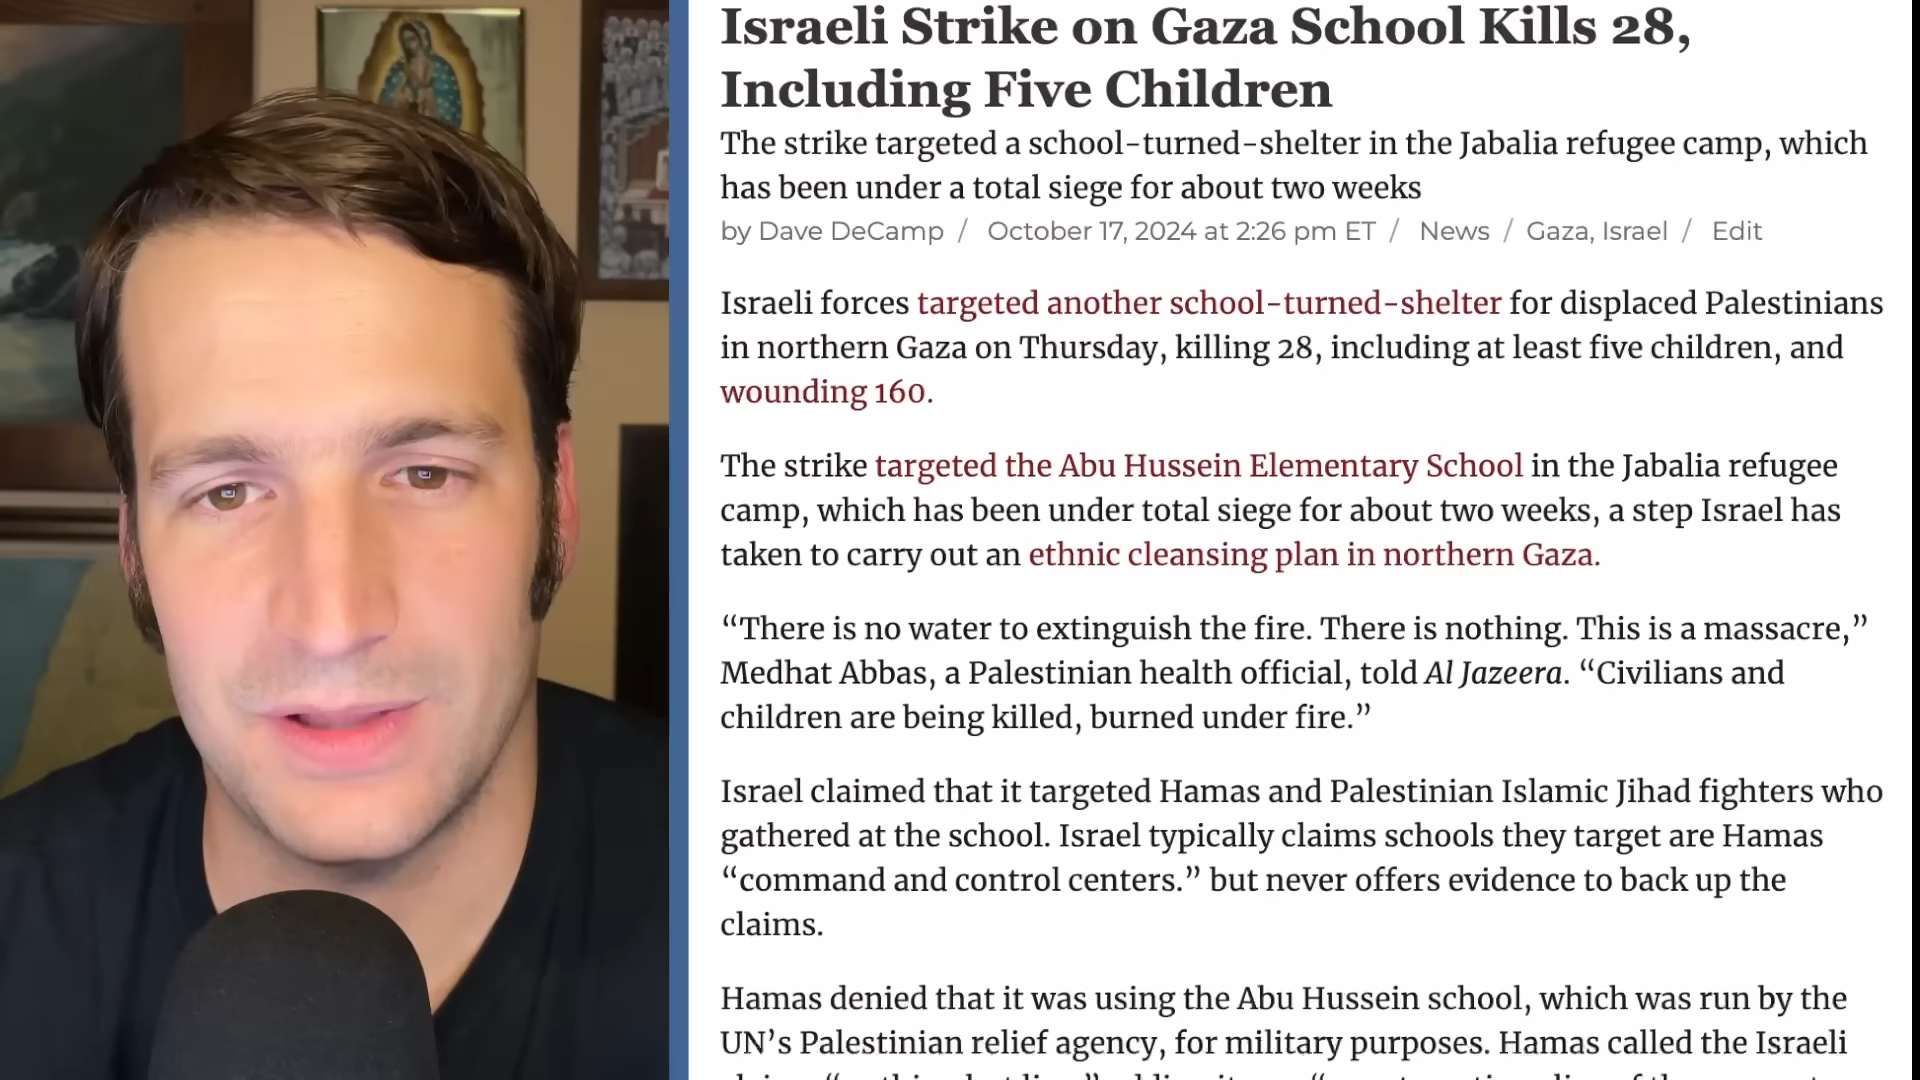 Israeli Strike on Gaza School Kills 28,
Including Five Children
The strike targeted a school-turned-shelter in the Jabalia refugee camp, which
has been under a total siege for about two weeks
by Dave DeCamp / October 17, 2024 at 2:26 pm ET / News / Gaza, Israel / Edit
Israeli forces targeted another school-turned-shelter for displaced Palestinians
in northern Gaza on Thursday, killing 28, including at least five children, and
wounding 160.
The strike targeted the Abu Hussein Elementary School in the Jabalia refugee
camp, which has been under total siege for about two weeks, a step Israel has
taken to carry out an ethnic cleansing plan in northern Gaza.
“There is no water to extinguish the fire. There is nothing. This is a massacre,”
Medhat Abbas, a Palestinian health official, told Al Jazeera. “Civilians and
children are being killed, burned under fire.”
Israel claimed that it targeted Hamas and Palestinian Islamic Jihad fighters who
gathered at the school. Israel typically claims schools they target are Hamas
“command and control centers.” but never offers evidence to back up the
claims.
Hamas denied that it was using the Abu Hussein school, which was run by the
UN’s Palestinian relief agency, for military purposes. Hamas called the Israeli